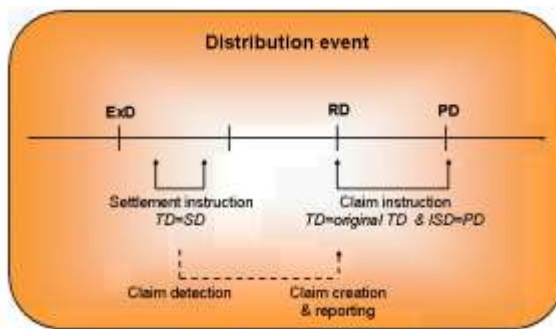 Distribution event
ExD RD PD
Settlement instruction Claim instruction
TD=SD TD=original TD & ISD=PD
Claim detection Claim creation
& reporting